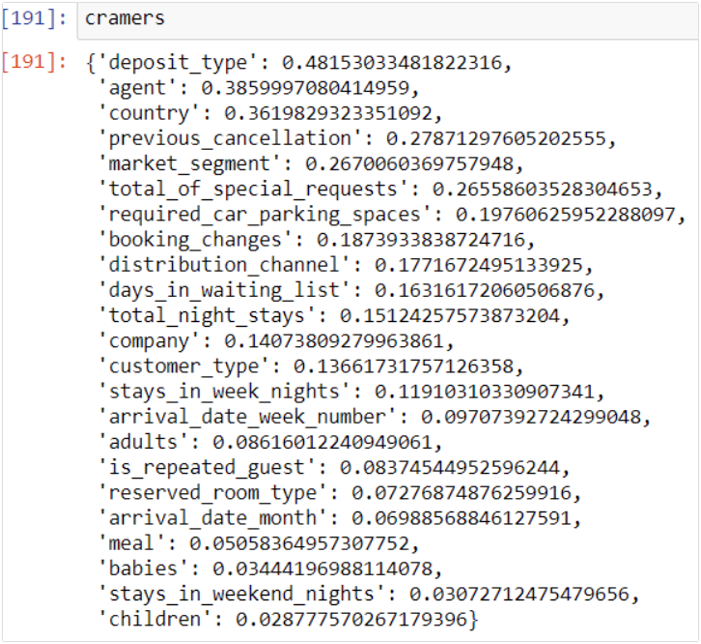 [191]: cramers
[191]: {'deposit_type': 0.48153033481822316,
'agent': 0.3859997080414959,
'country': 0.3619829323351092,
'previous_cancellation': 0.27871297605202555,
'market_segment': 0.2670060369757948,
'total_of_special_requests': 0.26558603528304653,
'required_car_parking_spaces': 0.19760625952288097,
'booking_changes': 0.1873933838724716,
'distribution_channel': 0.1771672495133925,
'days_in_waiting_list': 0.16316172060506876,
'total_night_stays': 0.15124257573873204,
'company': 0.14073809279963861,
'customer_type': 0.13661731757126358,
'stays_in_week_nights': 0.11910310330907341,
'arrival_date_week_number': 0.09707392724299048,
'adults': 0.08616012240949061,
'is_repeated_guest': 0.08374544952596244,
'reserved_room_type': 0.07276874876259916,
'arrival_date_month': 0.06988568846127591,
'meal': 0.05058364957307752,
'babies': 0.03444196988114078,
'stays_in_weekend_nights': 0.03072712475479656,
'children': 0.028777570267179396}